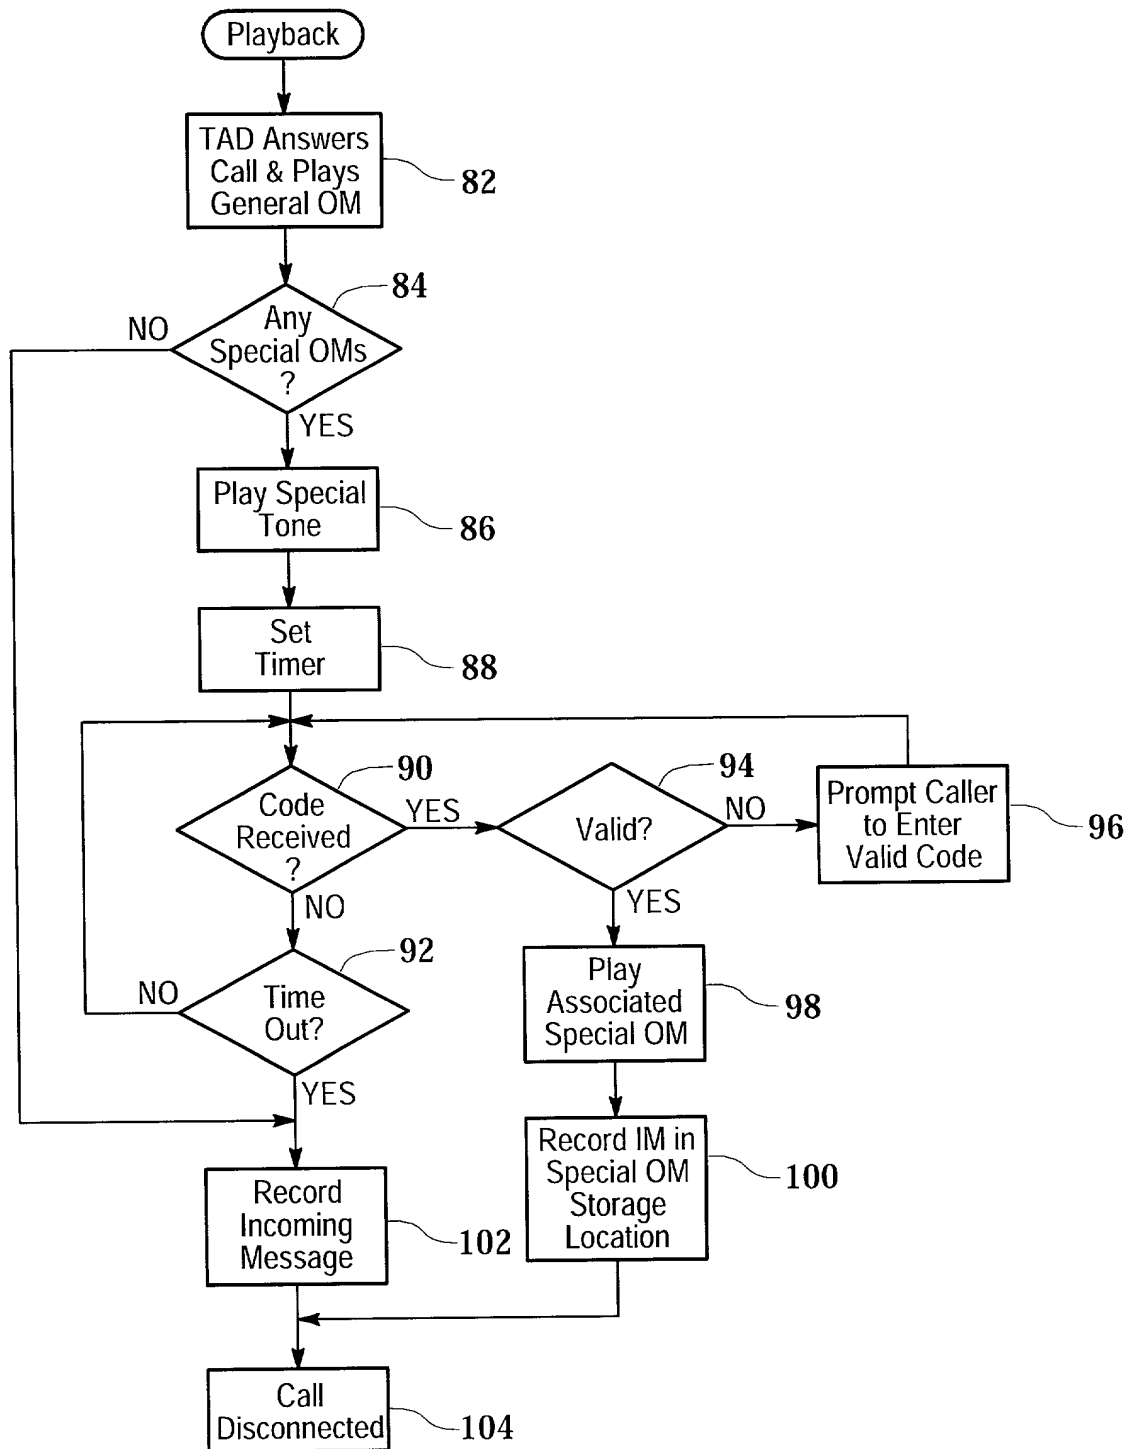 Playback
TAD Answers
Call & Plays
General OM
82
84
Any
Special OMs
?
NO
YES
Play Special
Tone
86
Set
Timer
88
90
Code
Received
?
YES
NO
94
Valid?
NO
YES
Prompt Caller
to Enter
Valid Code
96
92
Time
Out?
NO
YES
Play
Associated
Special OM
98
Record IM in
Special OM
Storage
Location
100
Record
Incoming
Message
102
Call
Disconnected
104